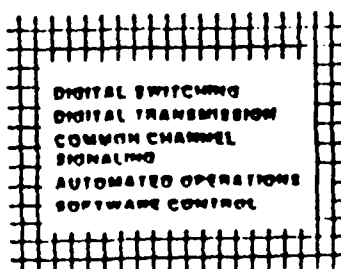 DIGITAL SWITCHING
DIGITAL TRANSMISSION
COMMON CHANNEL
SIGNALING
AUTOMATED OPERATIONS
SOFTWARE CONTROL